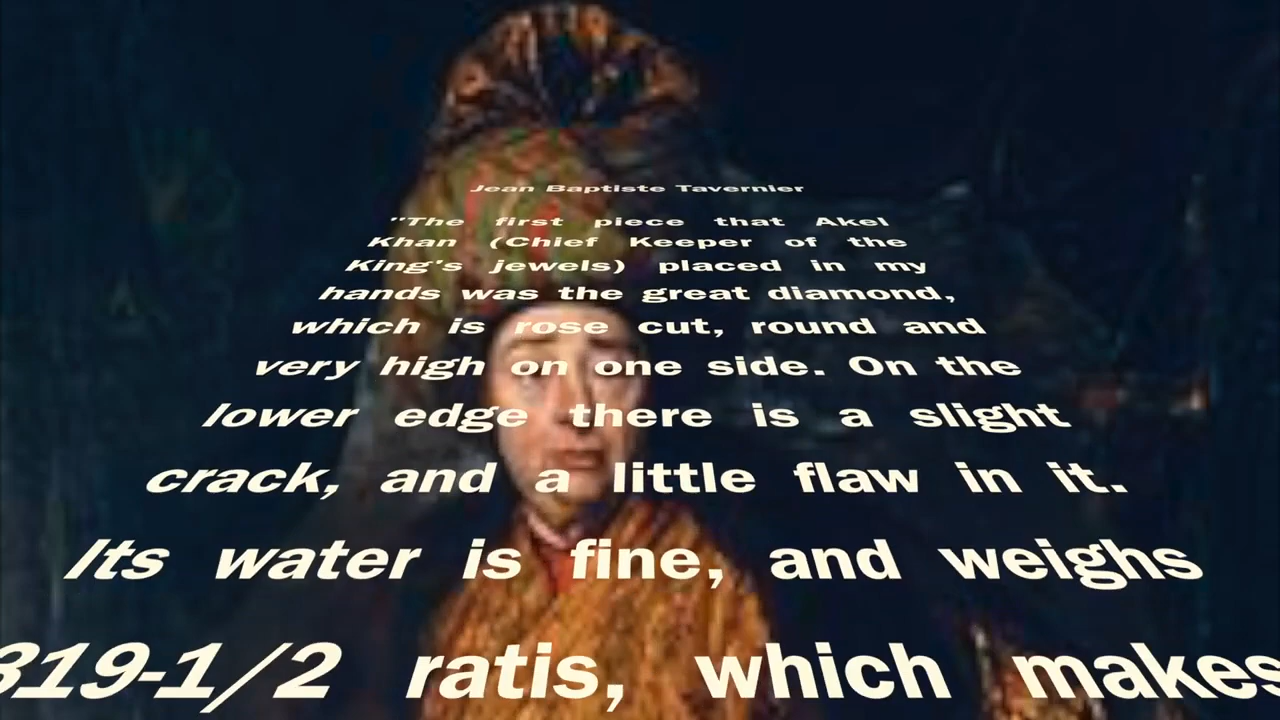 Jean Baptiste Tavernier
"The first piece that Akel
Khan (Chief Keeper of the
King's jewels) placed in my
hands was the great diamond,
which is rose cut, round and
very high on one side. On the
lower edge there is a slight
crack, and a little flaw in it.
Its water is fine, and weighs
319-1/2 ratis, which makes